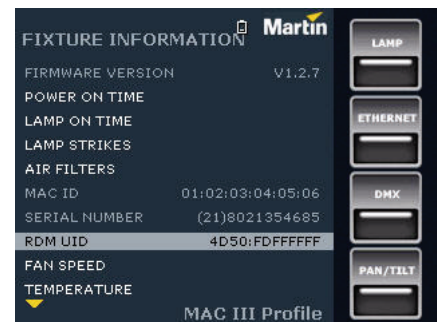 FIXTURE INFORMATION
Martin
FIRMWARE VERSION V1.2.7
POWER ON TIME
LAMP ON TIME
LAMP STRIKES
AIR FILTERS
MAC ID 01:02:03:04:05:06
SERIAL NUMBER (21)8021354685
RDM UID 4D50:FDFFFFFF
FAN SPEED
TEMPERATURE
MAC III Profile
LAMP
ETHERNET
DMX
PAN/TILT